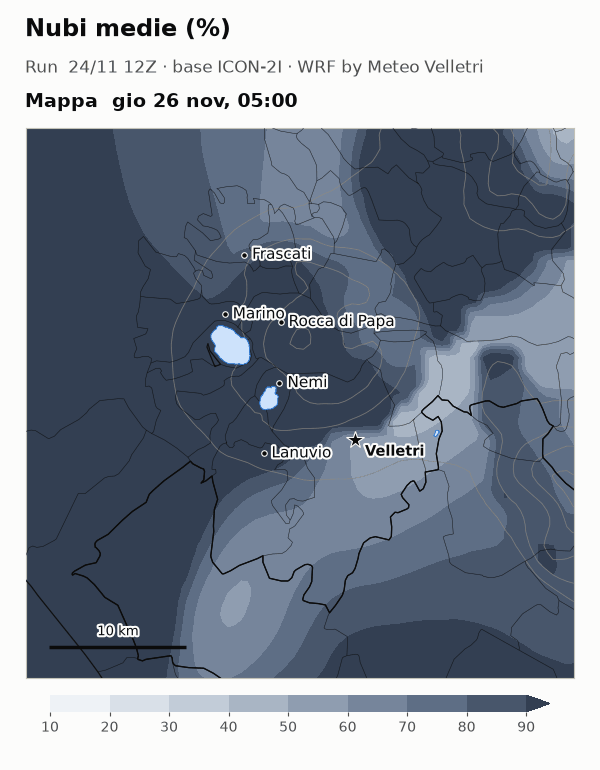 Nubi medie (%)
Run 24/11 12Z · base ICON-2I · WRF by Meteo Velletri
Mappa gio 26 nov, 05:00
Frascati
Marino
Rocca di Papa
Nemi
Velletri
Lanuvio
10 km
10 20 30 40 50 60 70 80 90